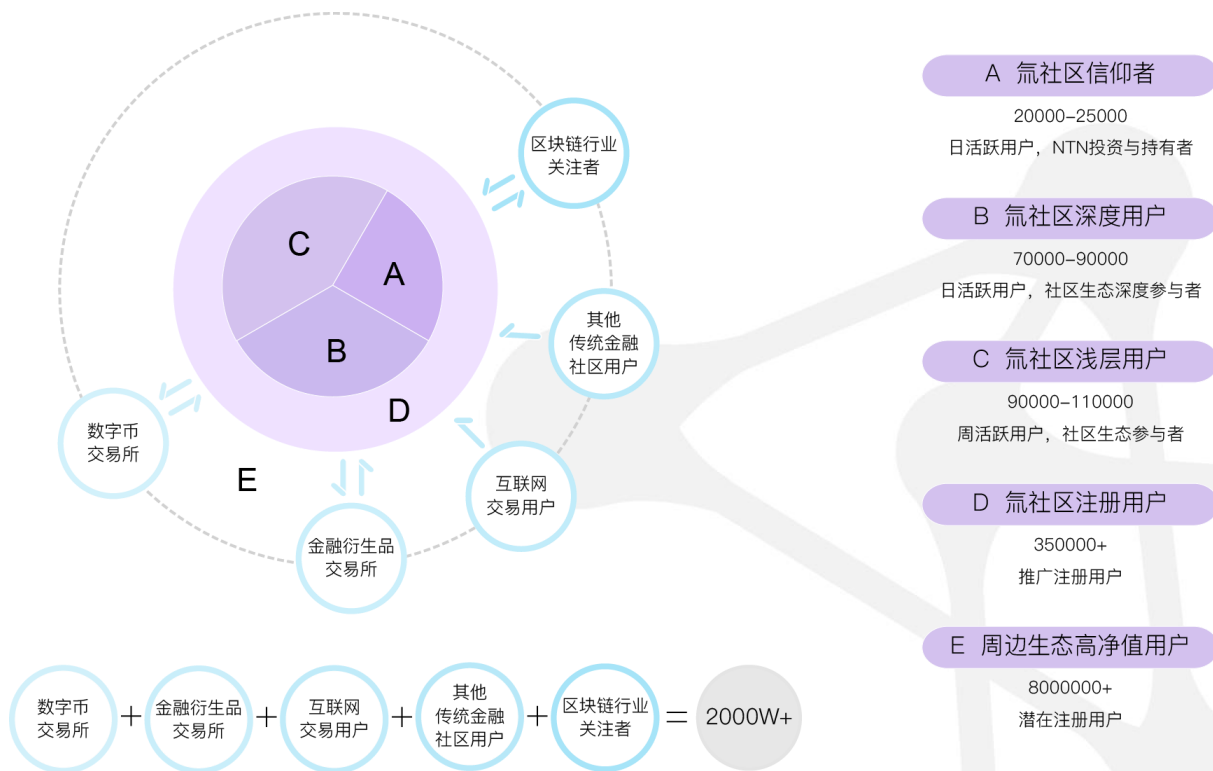 区块链行业
关注者
C
A
B
D
E
其他
传统金融
社区用户
数字币
交易所
互联网
交易用户
金融衍生品
交易所
A 氚社区信仰者
20000-25000
日活跃用户，NTN投资与持有者
B 氚社区深度用户
70000-90000
日活跃用户，社区生态深度参与者
C 氚社区浅层用户
90000-110000
周活跃用户，社区生态参与者
D 氚社区注册用户
350000+
推广注册用户
E 周边生态高净值用户
8000000+
潜在注册用户
数字币
交易所
+
金融衍生品
交易所
+
互联网
交易用户
+
其他
传统金融
社区用户
+
区块链行业
关注者
=
2000W+